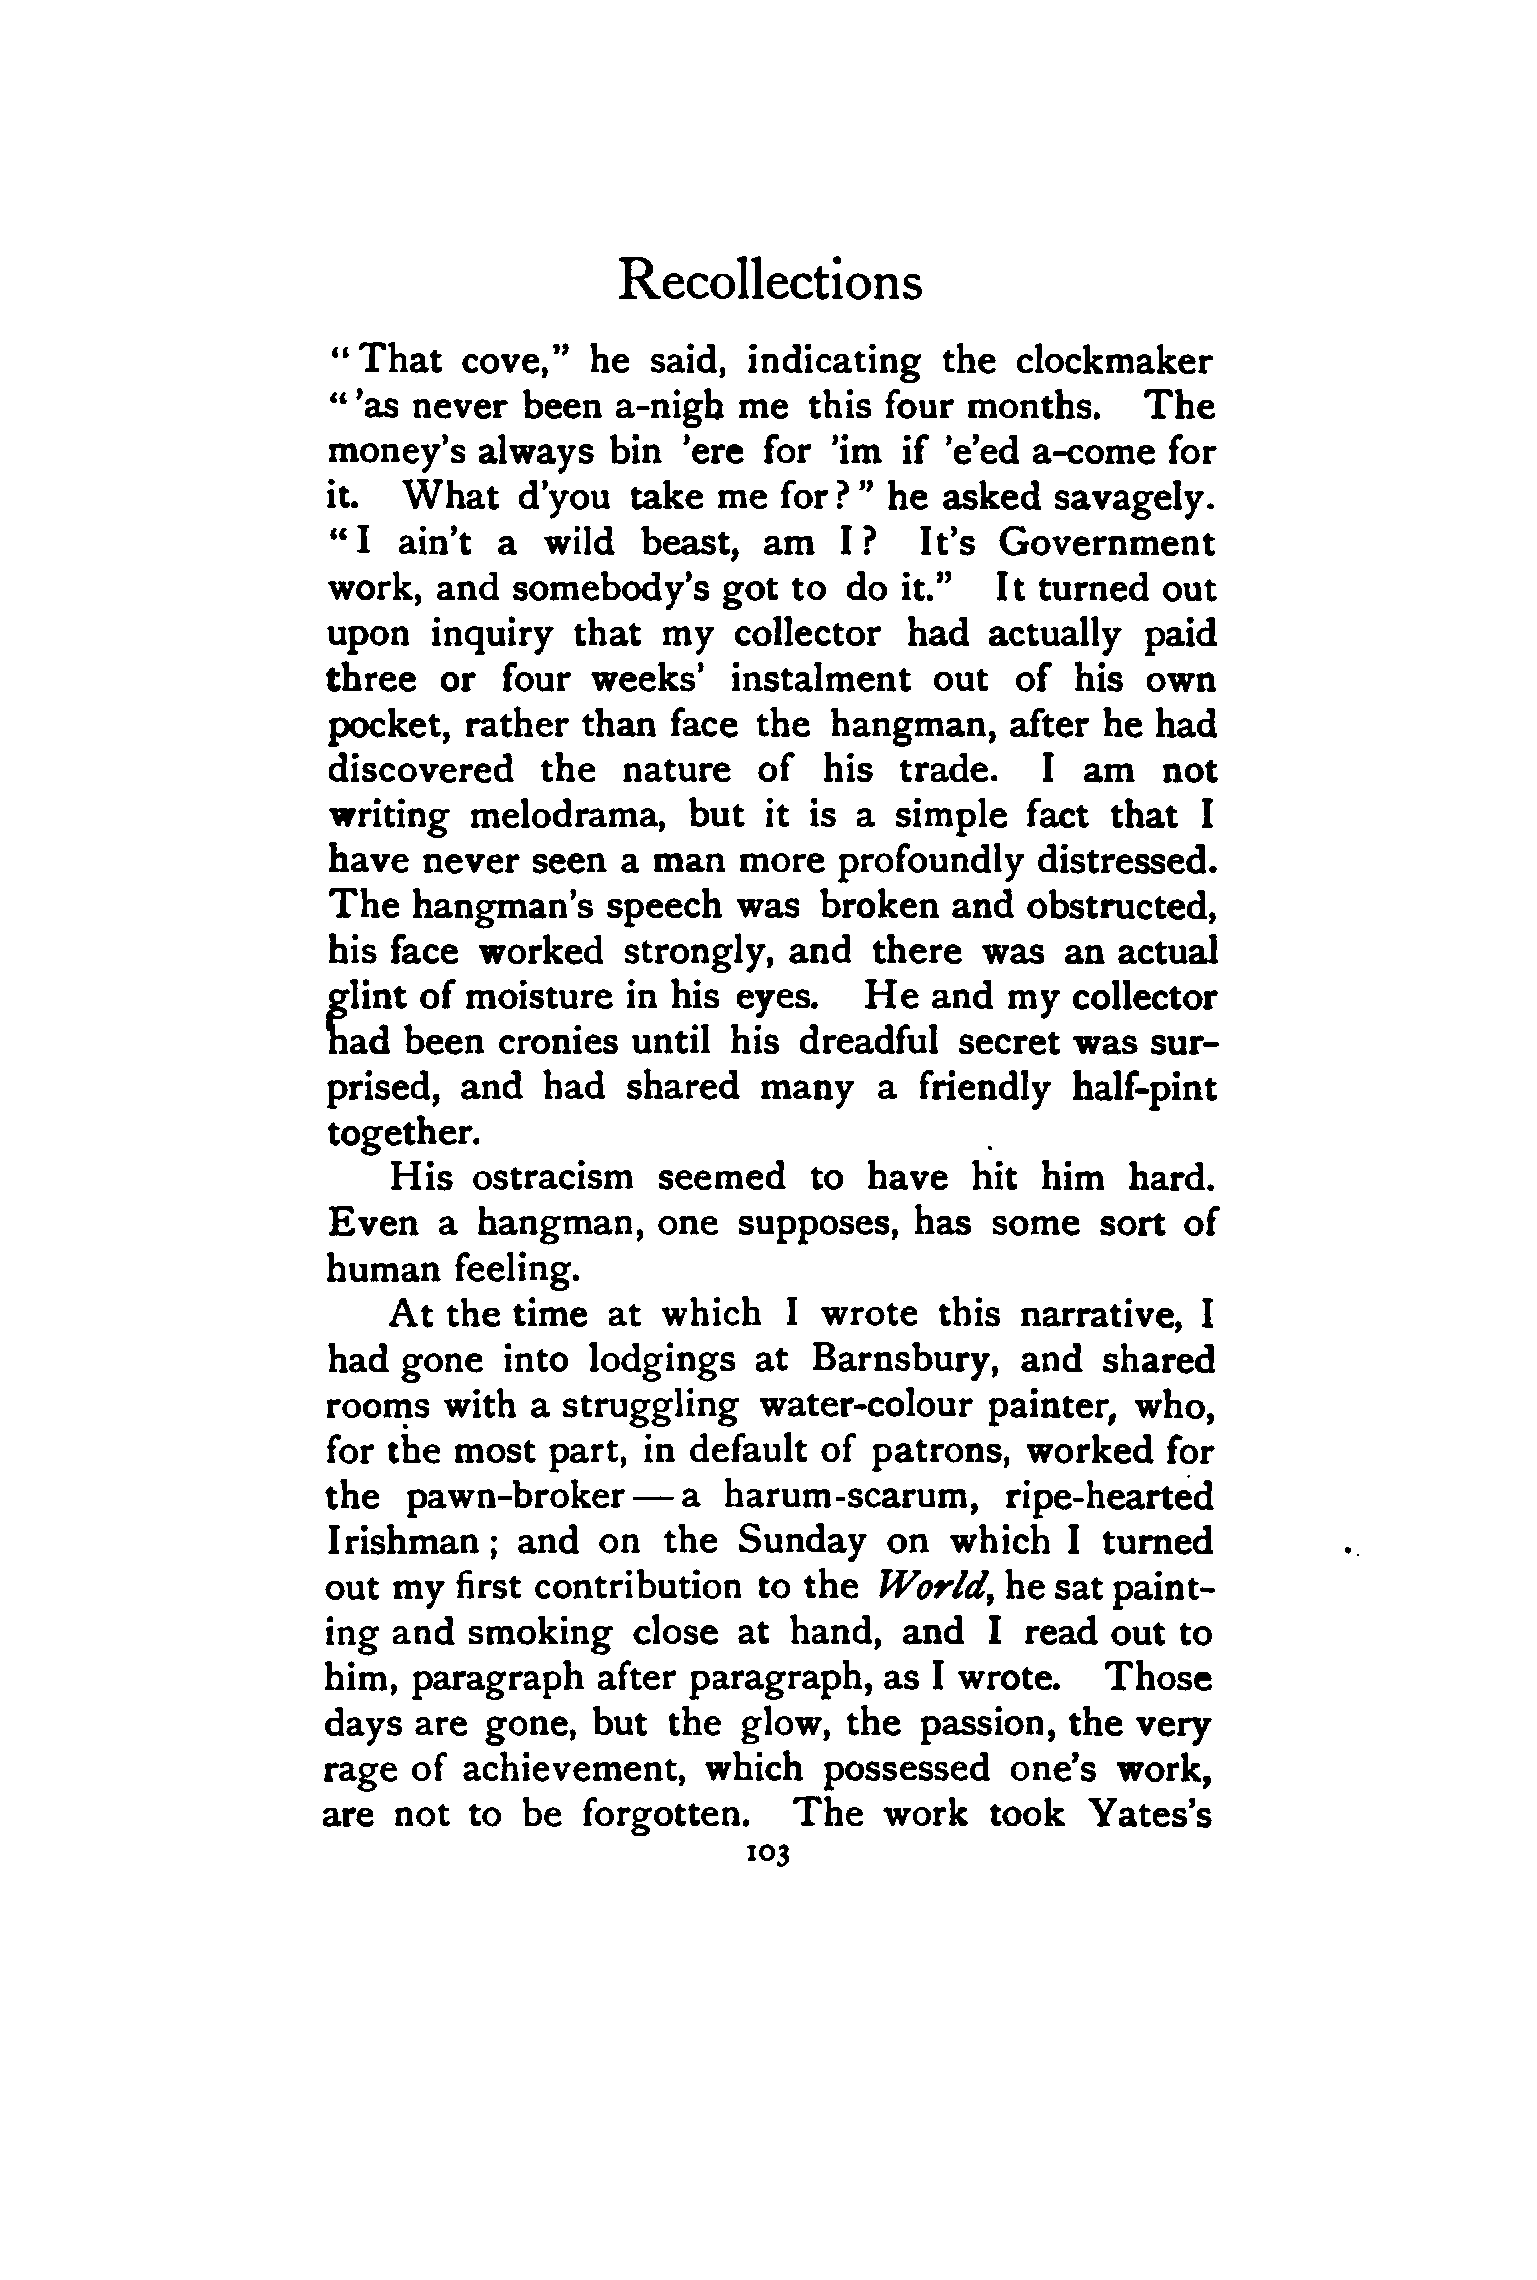 Recollections
“That cove,” he said, indicating the clockmaker
“’as never been a-nigh me this four months. The
money’s always bin ’ere for ’im if ’e’ed a-come for
it. What d’you take me for?” he asked savagely.
“I ain’t a wild beast, am I? It’s Government
work, and somebody’s got to do it.” It turned out
upon inquiry that my collector had actually paid
three or four weeks’ instalment out of his own
pocket, rather than face the hangman, after he had
discovered the nature of his trade. I am not
writing melodrama, but it is a simple fact that I
have never seen a man more profoundly distressed.
The hangman’s speech was broken and obstructed,
his face worked strongly, and there was an actual
glint of moisture in his eyes. He and my collector
had been cronies until his dreadful secret was sur-
prised, and had shared many a friendly half-pint
together.
His ostracism seemed to have hit him hard.
Even a hangman, one supposes, has some sort of
human feeling.
At the time at which I wrote this narrative, I
had gone into lodgings at Barnsbury, and shared
rooms with a struggling water-colour painter, who,
for the most part, in default of patrons, worked for
the pawn-broker—a harum-scarum, ripe-hearted
Irishman; and on the Sunday on which I turned
out my first contribution to the World, he sat paint-
ing and smoking close at hand, and I read out to
him, paragraph after paragraph, as I wrote. Those
days are gone, but the glow, the passion, the very
rage of achievement, which possessed one’s work,
are not to be forgotten. The work took Yates’s
103